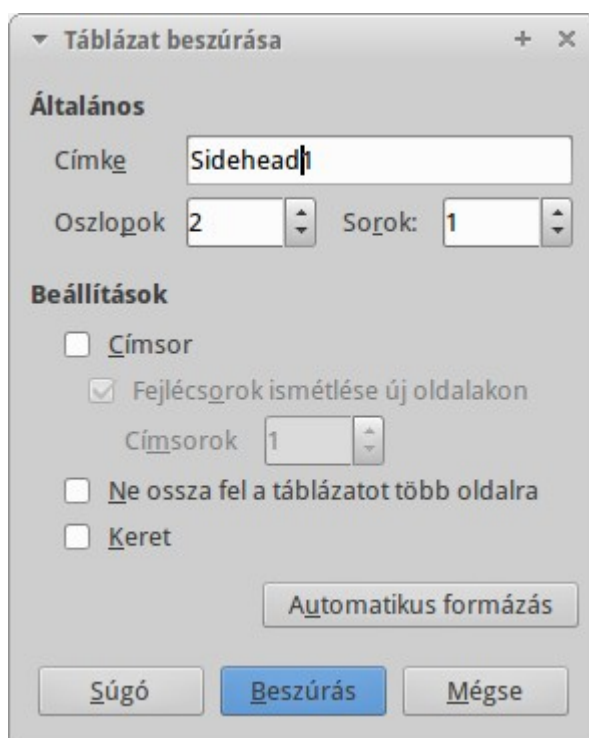 Táblázat beszúrása
Általános
Címke Sidehead1
Oszlopok 2 Sorok: 1
Beállítások
Címsor
Fejlécsorok ismétlése új oldalakon
Címsorok 1
Ne ossza fel a táblázatot több oldalra
Keret
Automatikus formázás
Súgó Beszúrás Mégse